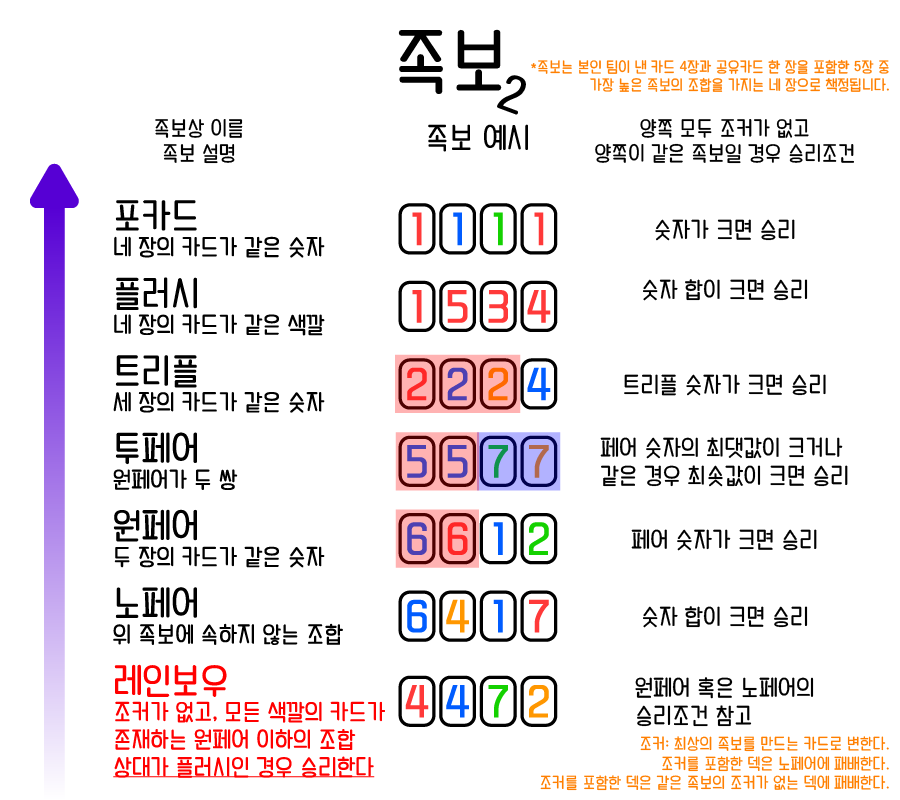 족보2
*족보는 본인 팀이 낸 카드 4장과 공유카드 한 장을 포함한 5장 중
가장 높은 족보의 조합을 가지는 네 장으로 책정됩니다.
족보상 이름
족보 설명
족보 예시
양쪽 모두 조커가 없고
양쪽이 같은 족보일 경우 승리조건
포카드
네 장의 카드가 같은 숫자
1 1 1 1
숫자가 크면 승리
플러시
네 장의 카드가 같은 색깔
1 5 3 4
숫자 합이 크면 승리
트리플
세 장의 카드가 같은 숫자
2 2 2 4
트리플 숫자가 크면 승리
투페어
원페어가 두 쌍
5 5 7 7
페어 숫자의 최댓값이 크거나
같은 경우 최솟값이 크면 승리
원페어
두 장의 카드가 같은 숫자
6 6 1 2
페어 숫자가 크면 승리
노페어
위 족보에 속하지 않는 조합
6 4 1 7
숫자 합이 크면 승리
레인보우
조커가 없고, 모든 색깔의 카드가
존재하는 원페어 이하의 조합
상대가 플러시인 경우 승리한다
4 4 7 2
원페어 혹은 노페어의
승리조건 참고
조커: 최상의 족보를 만드는 카드로 변한다.
조커를 포함한 덱은 노페어에 패배한다.
조커를 포함한 덱은 같은 족보의 조커가 없는 덱에 패배한다.